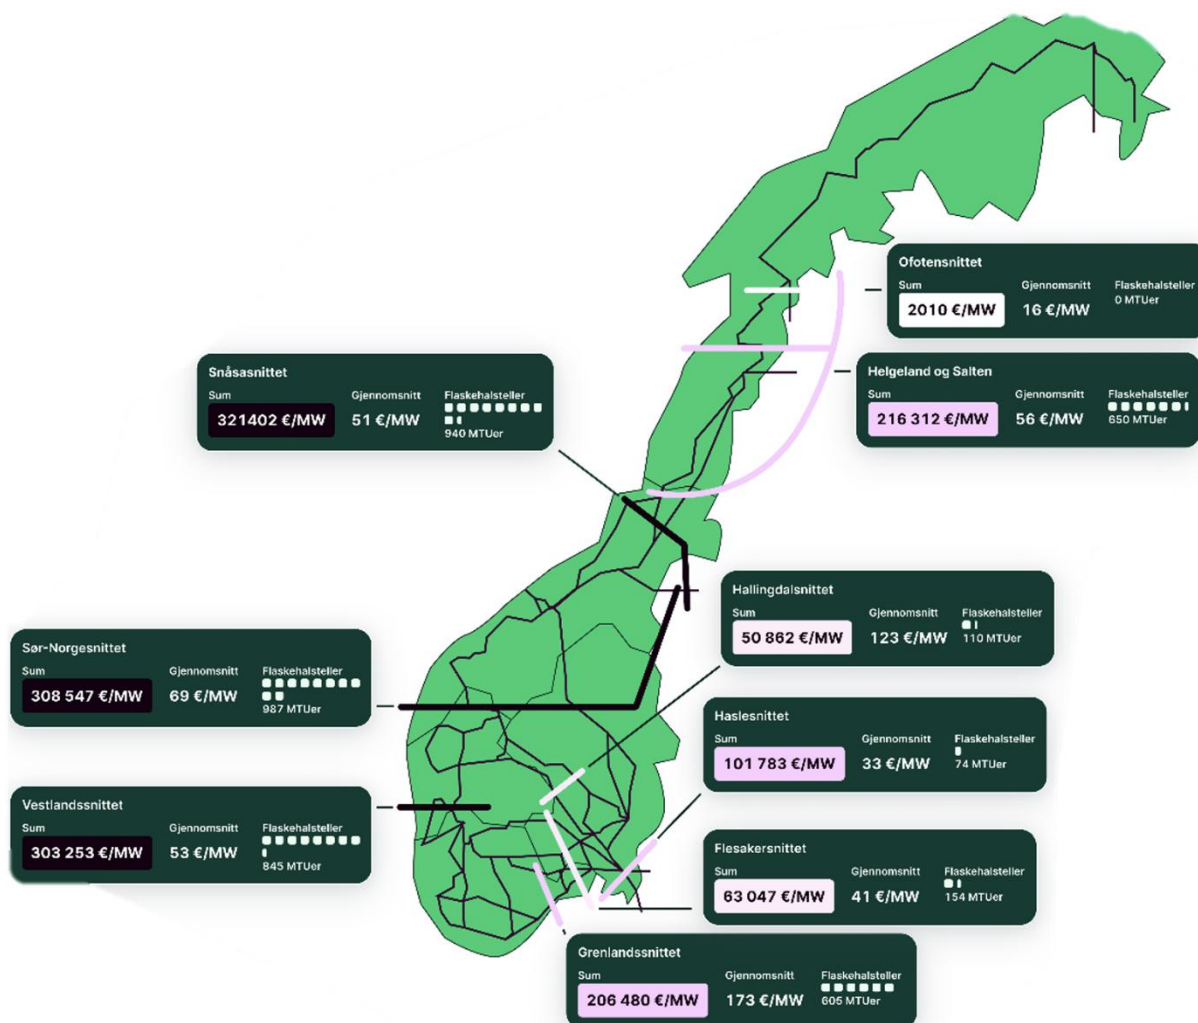 Ofotensnittet
Sum Gjennomsnitt Flaskehalsteller
2010 €/MW 16 €/MW 0 MTUer
Snåsasnittet
Sum Gjennomsnitt Flaskehalsteller
321402 €/MW 51 €/MW
940 MTUer
Helgeland og Salten
Sum Gjennomsnitt Flaskehalsteller
216 312 €/MW 56 €/MW 650 MTUer
Hallingdalsnittet
Sum Gjennomsnitt Flaskehalsteller
50 862 €/MW 123 €/MW 110 MTUer
Sør-Norgesnittet
Sum Gjennomsnitt Flaskehalsteller
308 547 €/MW 69 €/MW
987 MTUer
Haslesnittet
Sum Gjennomsnitt Flaskehalsteller
101 783 €/MW 33 €/MW 74 MTUer
Vestlandssnittet
Sum Gjennomsnitt Flaskehalsteller
303 253 €/MW 53 €/MW
845 MTUer
Flesakersnittet
Sum Gjennomsnitt Flaskehalsteller
63 047 €/MW 41 €/MW 154 MTUer
Grenlandssnittet
Sum Gjennomsnitt Flaskehalsteller
206 480 €/MW 173 €/MW 605 MTUer